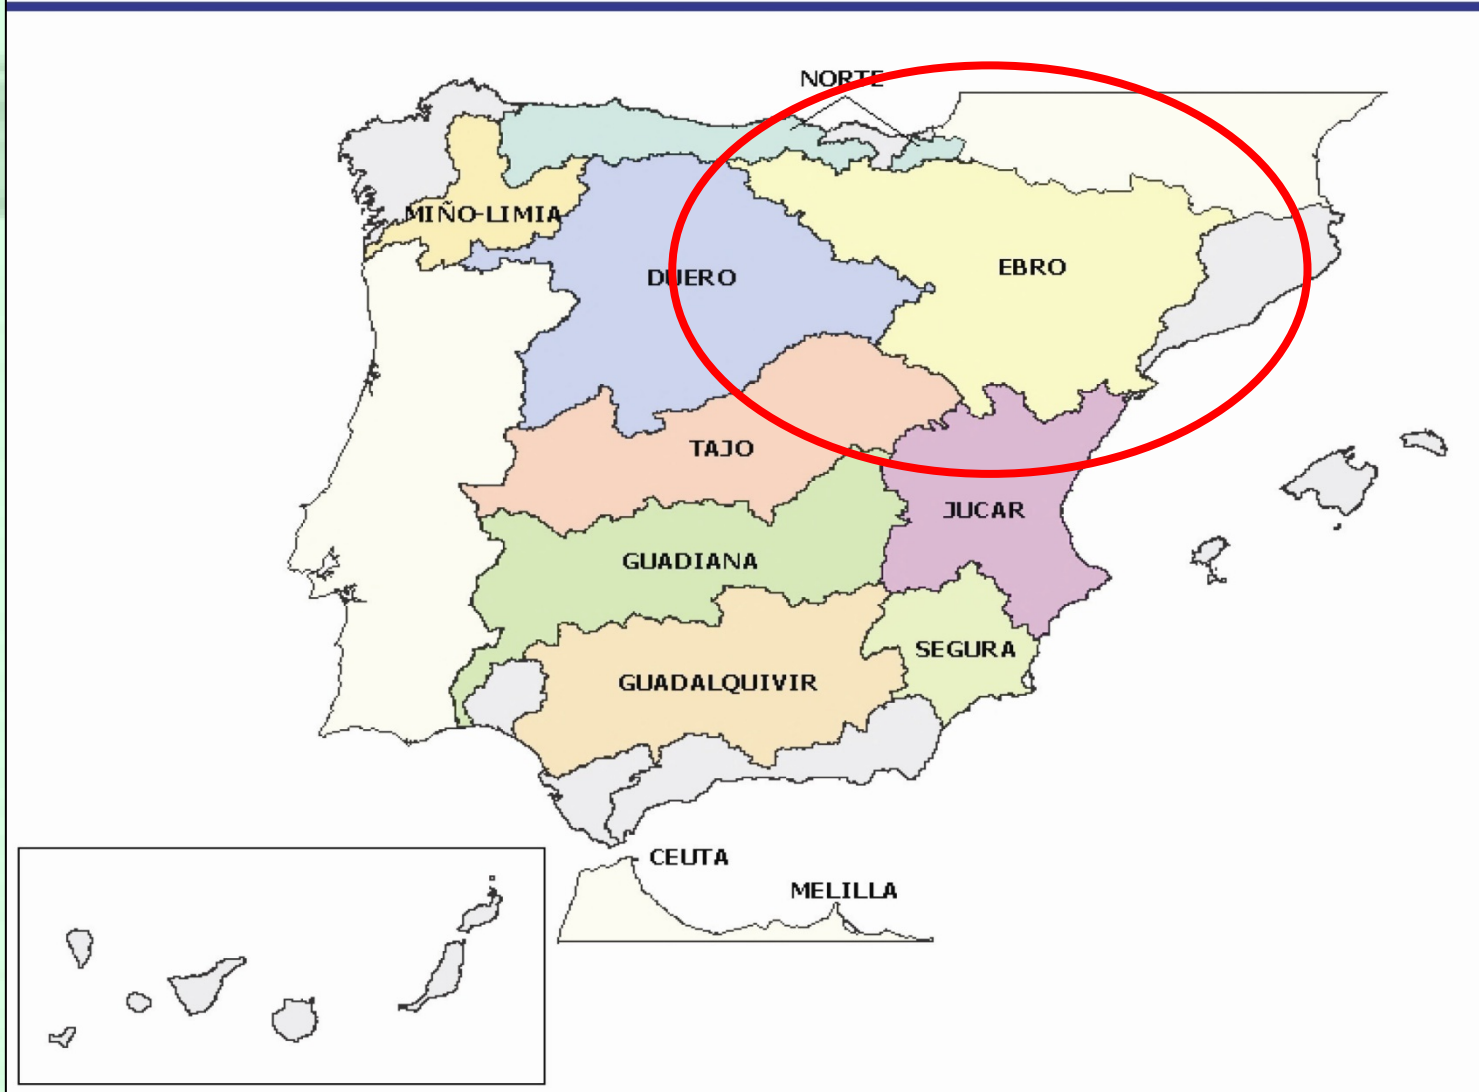 NORTE
MIÑO-LIMIA
DUERO
EBRO
TAJO
JUCAR
GUADIANA
SEGURA
GUADALQUIVIR
CEUTA
MELILLA